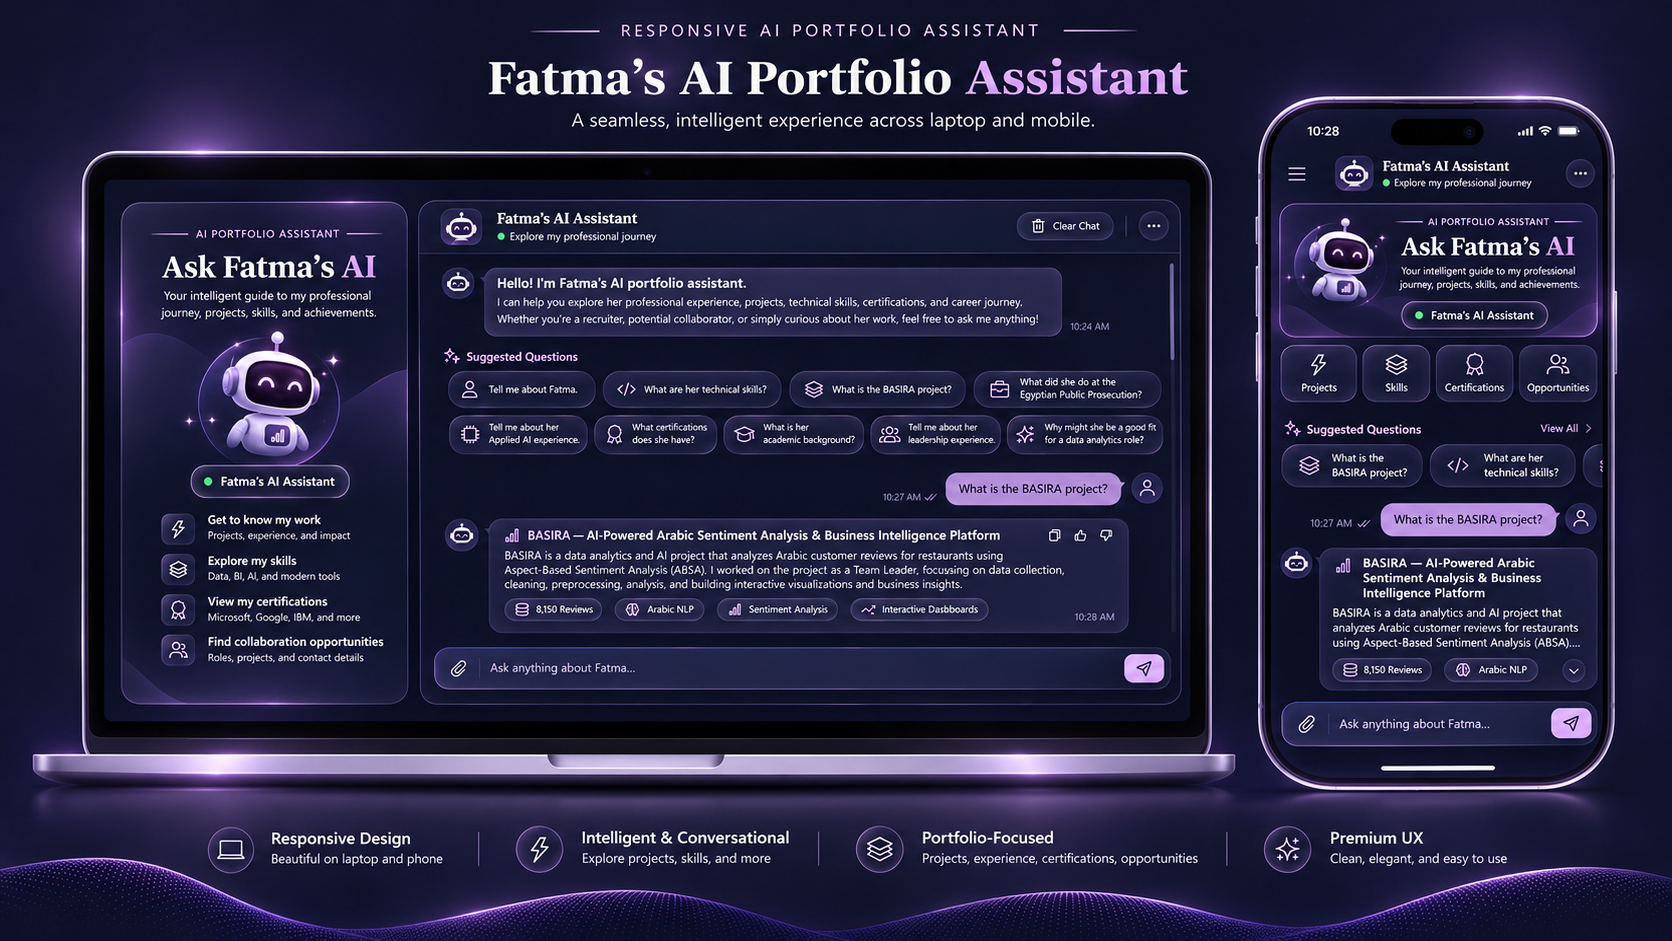 RESPONSIVE AI PORTFOLIO ASSISTANT
Fatma's AI Portfolio Assistant
A seamless, intelligent experience across laptop and mobile.
AI PORTFOLIO ASSISTANT
Ask Fatma's AI
Your intelligent guide to my professional
journey, projects, skills, and achievements.
Fatma's AI Assistant
Get to know my work
Projects, experience, and impact
Explore my skills
Data, BI, AI, and modern tools
View my certifications
Microsoft, Google, IBM, and more
Find collaboration opportunities
Roles, projects, and contact details
Fatma's AI Assistant
Explore my professional journey
Clear Chat
Hello! I'm Fatma's AI portfolio assistant.
I can help you explore her professional experience, projects, technical skills, certifications, and career journey,
Whether you're a recruiter, potential collaborator, or simply curious about her work, feel free to ask me anything!
10:24 AM
Suggested Questions
Tell me about Fatma.
What are her technical skills?
What is the BASIRA project?
What did she do at the
Egyptian Public Prosecution?
Tell me about her
Applied AI experience.
What certifications
does she have?
What is her
academic background?
Tell me about her
leadership experience.
Why might she be a good fit
for a data analytics role?
10:27 AM
What is the BASIRA project?
BASIRA — AI-Powered Arabic Sentiment Analysis & Business Intelligence Platform
BASIRA is a data analytics and AI project that analyzes Arabic customer reviews for restaurants using
Aspect-Based Sentiment Analysis (ABSA). I worked on the project as a Team Leader, focusing on data collection,
cleaning, preprocessing, analysis, and building interactive visualizations and business insights.
8,150 Reviews
Arabic NLP
Sentiment Analysis
Interactive Dasbboards
10:28 AM
Ask anything about Fatma...
10:28
Fatma's AI Assistant
Explore my professional journey
AI PORTFOLIO ASSISTANT
Ask Fatma's AI
Your intelligent guide to my professional
journey, projects, skills, and achievements.
Fatma's AI Assistant
Projects
Skills
Certifications
Opportunities
Suggested Questions
View All
What is the
BASIRA project?
What are her
technical skills?
10:27 AM
What is the BASIRA project?
BASIRA — AI-Powered Arabic
Sentiment Analysis & Business
Intelligence Platform
BASIRA is a data analytics and AI project that
analyzes Arabic customer reviews for restaurants
using Aspect-Based Sentiment Analysis (ABSA)....
8,150 Reviews
Arabic NLP
Ask anything about Fatma...
Responsive Design
Beautiful on laptop and phone
Intelligent & Conversational
Explore projects, skills, and more
Portfolio-Focused
Projects, experience, certifications, opportunities
Premium UX
Clean, elegant, and easy to use